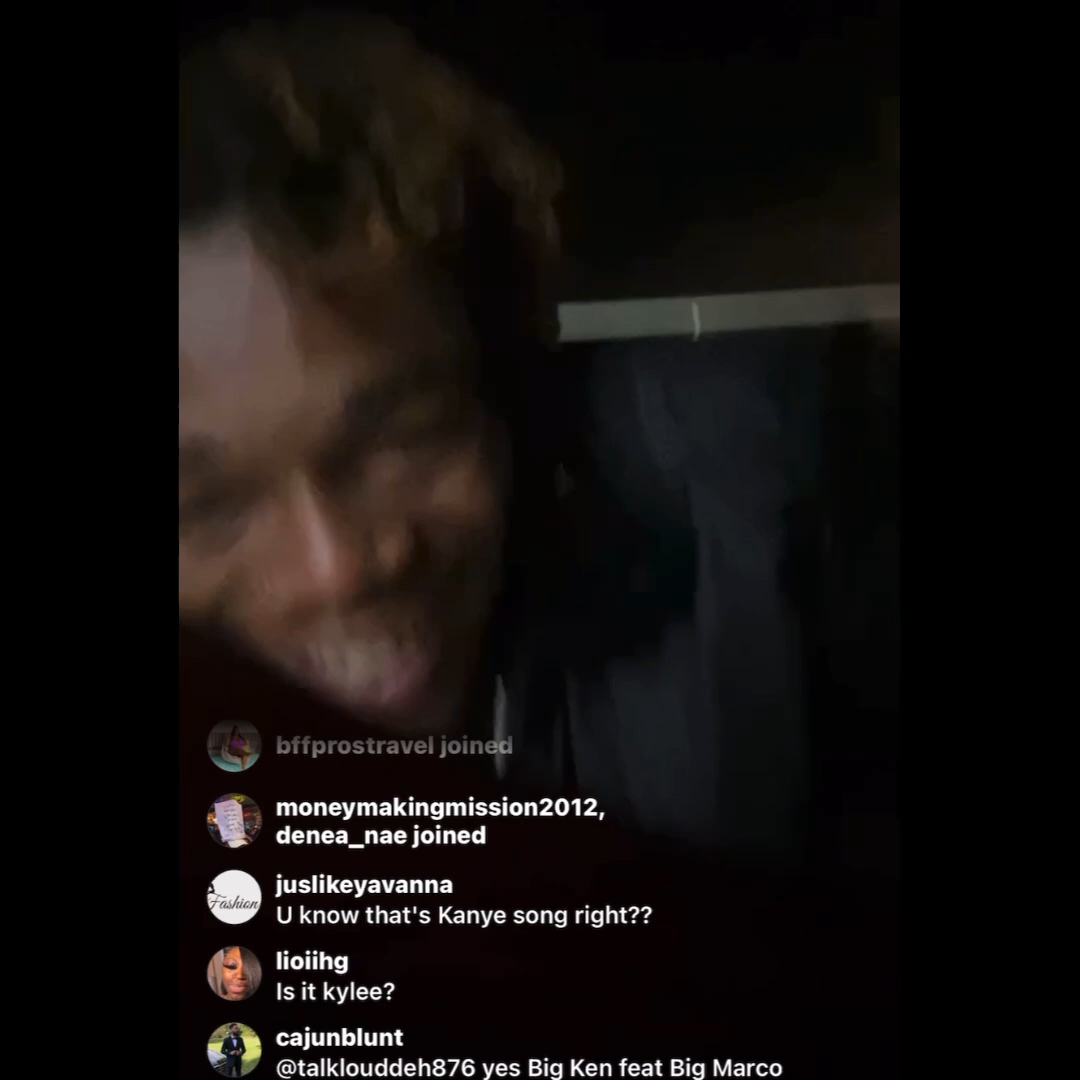 bffprostravel joined
moneymakingmission2012,
denea_nae joined
Fashion
juslikeyavanna
U know that's Kanye song right??
lioiihg
Is it kylee?
cajunblunt
@talklouddeh876 yes Big Ken feat Big Marco